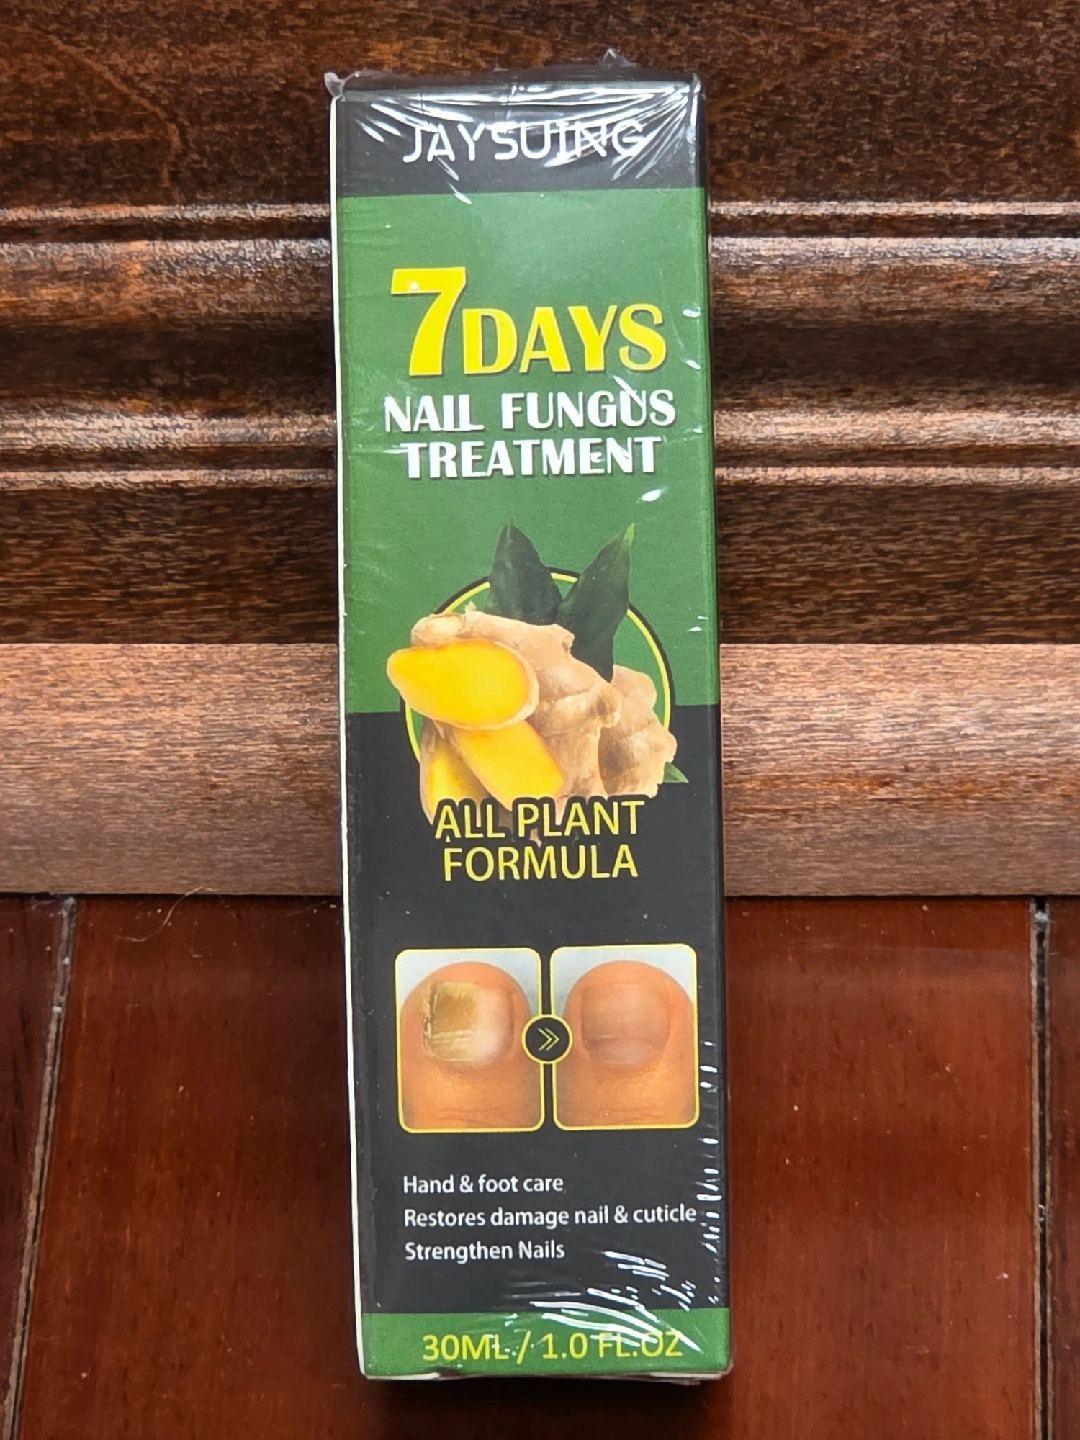 JAYSUING
7DAYS
NAIL FUNGUS
TREATMENT
ALL PLANT
FORMULA
Hand & foot care
Restores damage nail & cuticle
Strengthen Nails
30ML / 1.0 FL.OZ